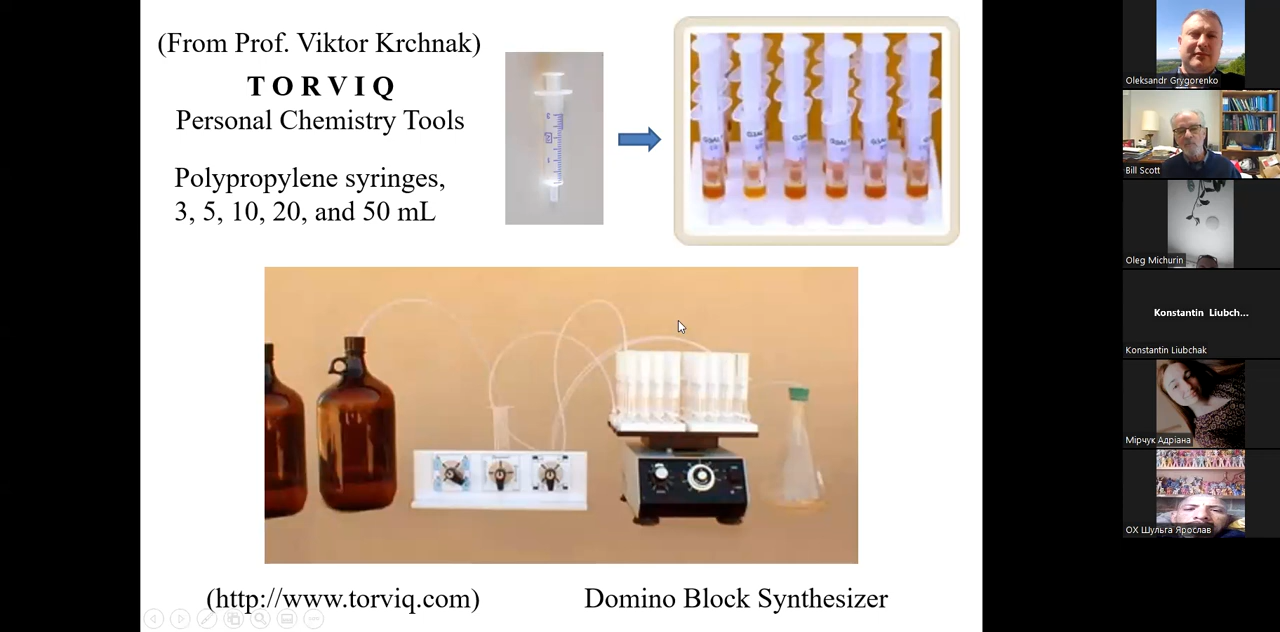 (From Prof. Viktor Krchnak)
T O R V I Q
Personal Chemistry Tools
Polypropylene syringes,
3, 5, 10, 20, and 50 mL
(http://www.torviq.com)
Domino Block Synthesizer
Oleksandr Grygorenko
Bill Scott
Oleg Michurin
Konstantin Liubch...
Konstantin Liubchak
Мірчук Адріана
ОХ Шульга Ярослав